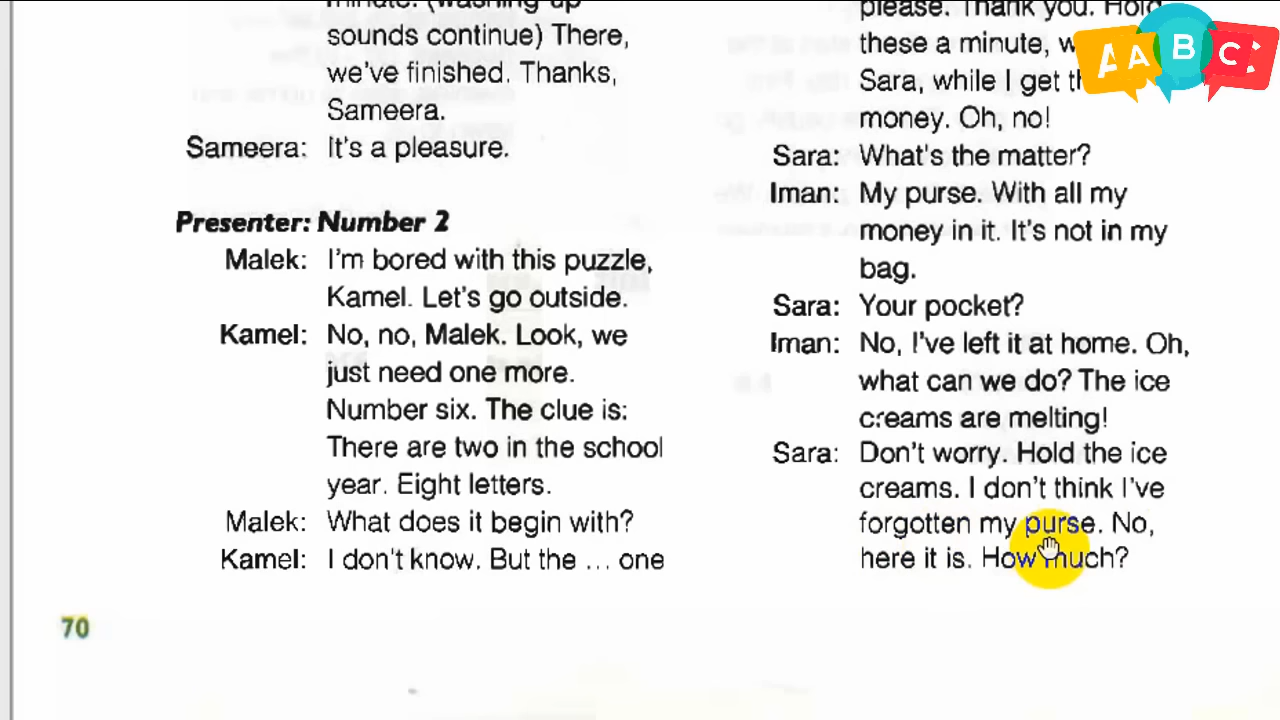 minute. (washing up
sounds continue) There,
we've finished. Thanks,
Sameera.
Sameera: It's a pleasure.
Presenter: Number 2
Malek: I'm bored with this puzzle,
Kamel. Let's go outside.
Kamel: No, no, Malek. Look, we
just need one more.
Number six. The clue is:
There are two in the school
year. Eight letters.
Malek: What does it begin with?
Kamel: I don't know. But the ... one
70
please. Thank you. Hold
these a minute,
Sara, while I get
money. Oh, no!
Sara: What's the matter?
Iman: My purse. With all my
money in it. It's not in my
bag.
Sara: Your pocket?
Iman: No, I've left it at home. Oh,
what can we do? The ice
creams are melting!
Sara: Don't worry. Hold the ice
creams. I don't think I've
forgotten my purse. No,
here it is. How much?
A A B C